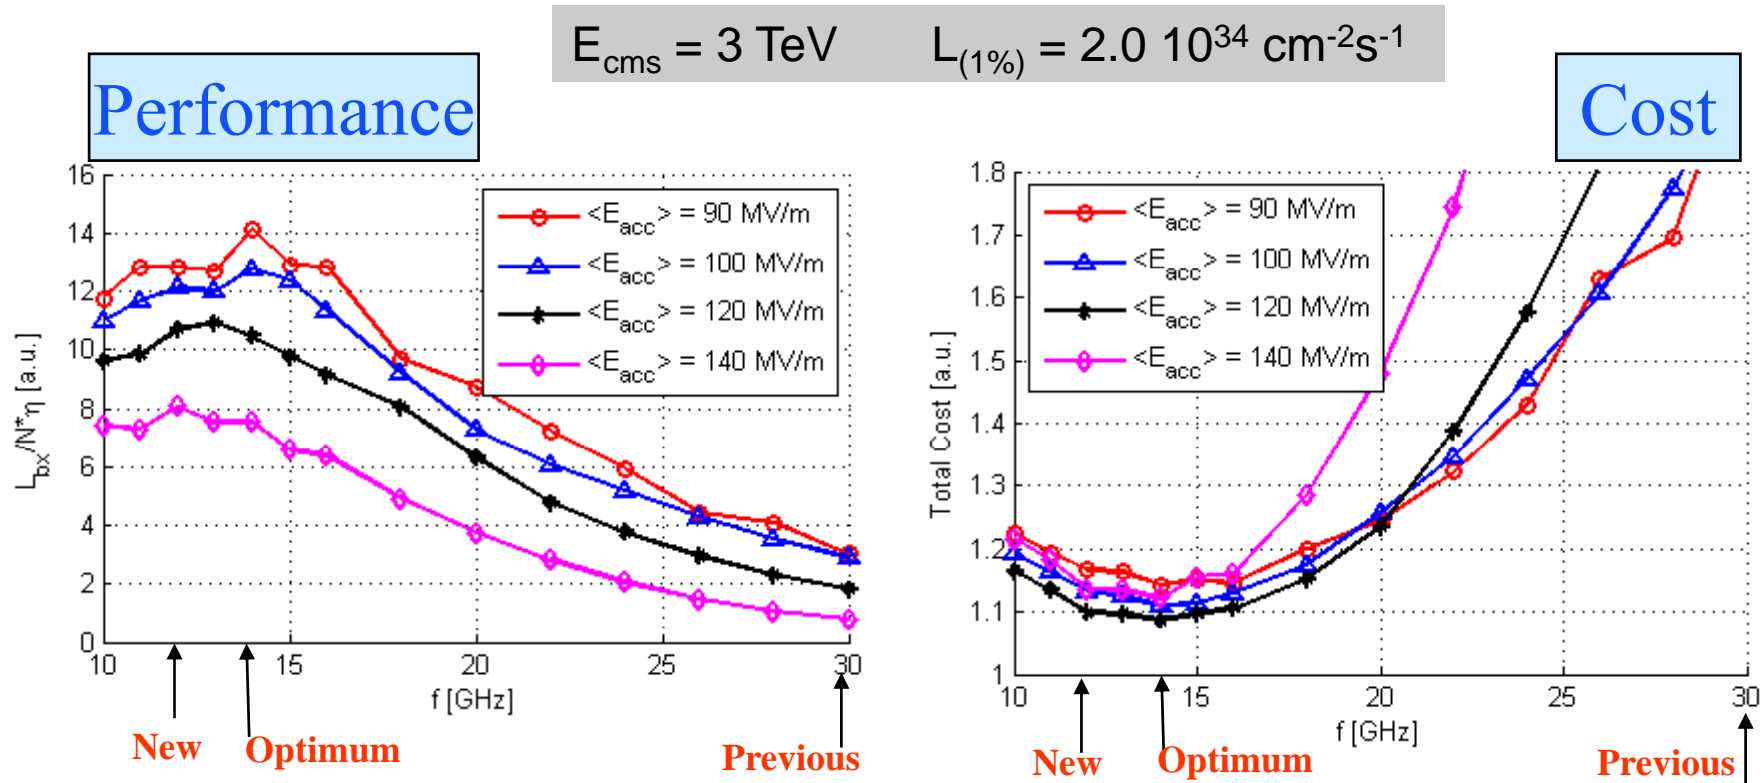 E_cms = 3 TeV L_(1%) = 2.0 10^34 cm^-2s^-1
Performance
Cost
16
14
12
10
8
6
4
2
0
L_bx/N*η [a.u.]
<E_acc> = 90 MV/m
<E_acc> = 100 MV/m
<E_acc> = 120 MV/m
<E_acc> = 140 MV/m
10 15 20 25 30
f [GHz]
New Optimum Previous
1.8
1.7
1.6
1.5
1.4
1.3
1.2
1.1
1
Total Cost [a.u.]
<E_acc> = 90 MV/m
<E_acc> = 100 MV/m
<E_acc> = 120 MV/m
<E_acc> = 140 MV/m
10 15 20 25 30
f [GHz]
New Optimum Previous